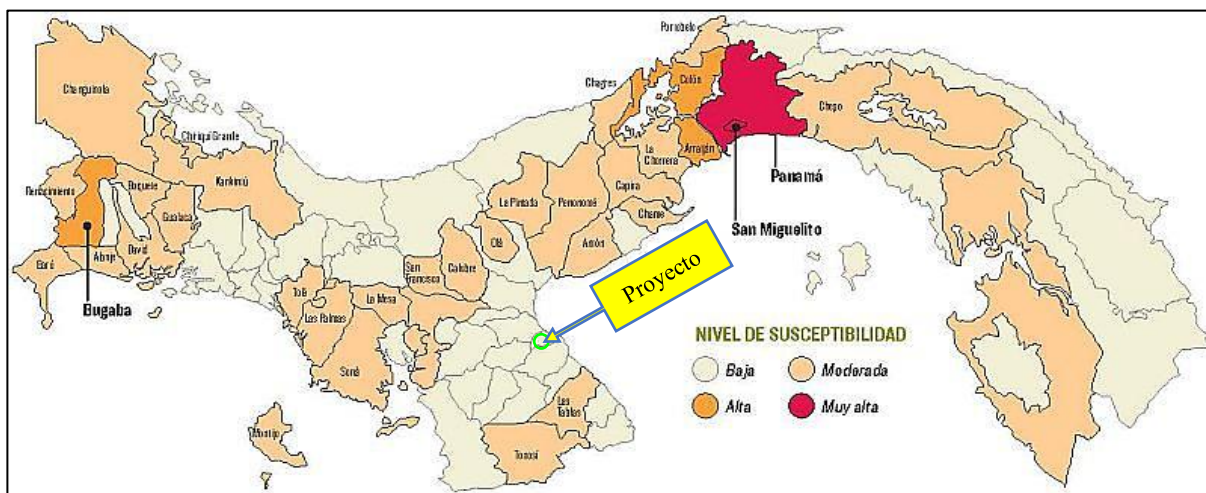 Portobelo
Changuinola
Chagres
Colón
Chiriquí Grande
Chepo
La Chorrera
Arraiján
Renacimiento
Boquete
Kankintú
Panamá
Gualaca
La Pintada
Penonomé
Capira
Chame
San Miguelito
David
Olá
Antón
Barú
Alanje
San Francisco
Calobre
Proyecto
Bugaba
Tolé
La Mesa
Las Palmas
NIVEL DE SUSCEPTIBILIDAD
Baja
Moderada
Soná
Alta
Muy alta
Las Tablas
Montijo
Tonosí